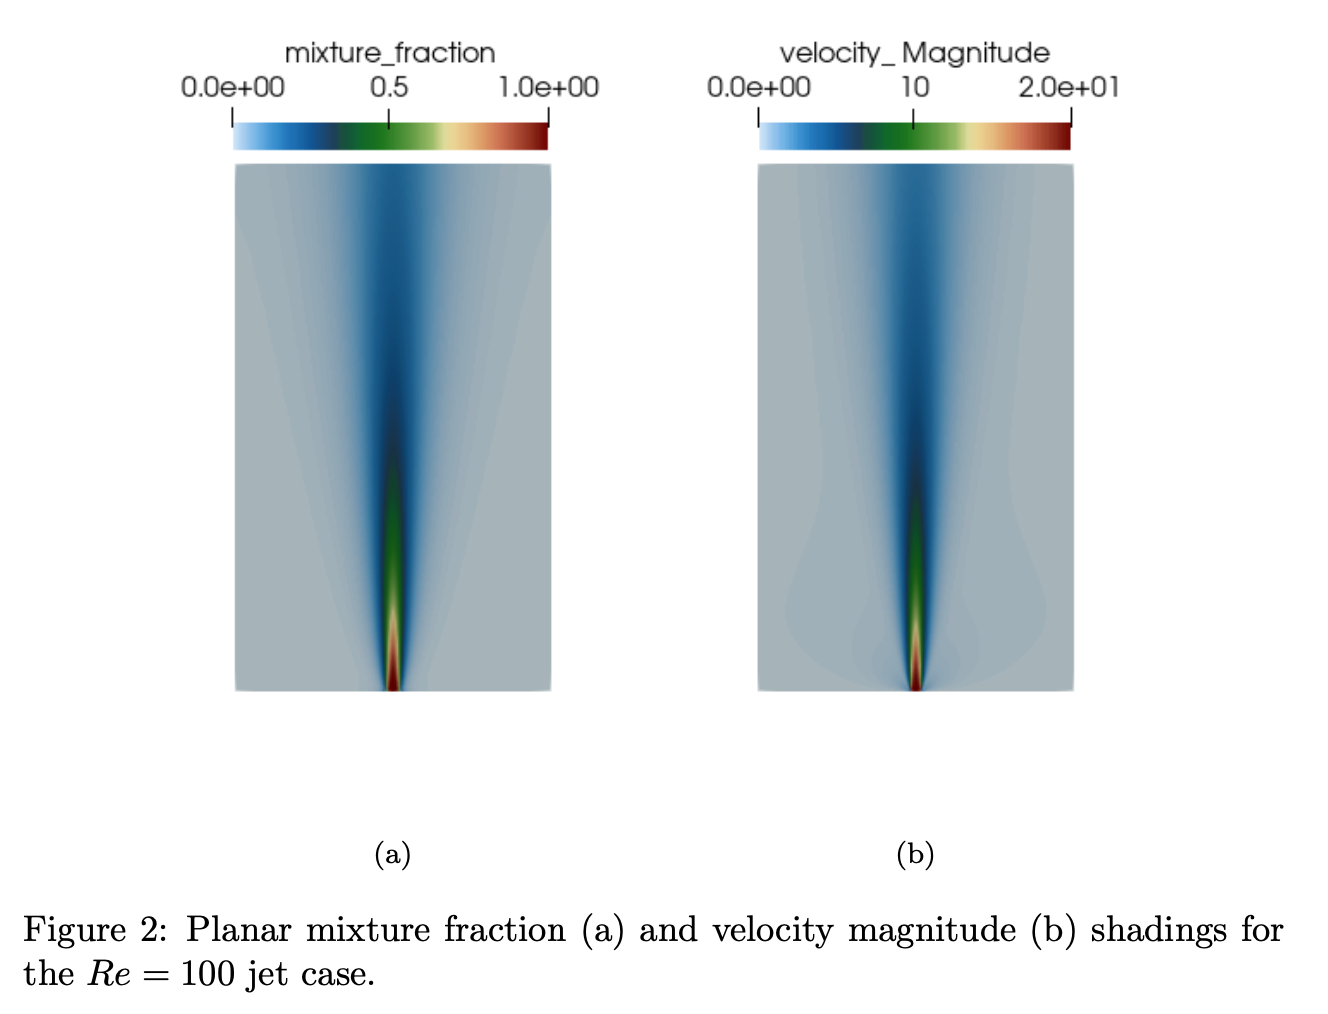 mixture_fraction
0.0e+00 0.5 1.0e+00
velocity_ Magnitude
0.0e+00 10 2.0e+01
(a)
(b)
Figure 2: Planar mixture fraction (a) and velocity magnitude (b) shadings for
the Re = 100 jet case.